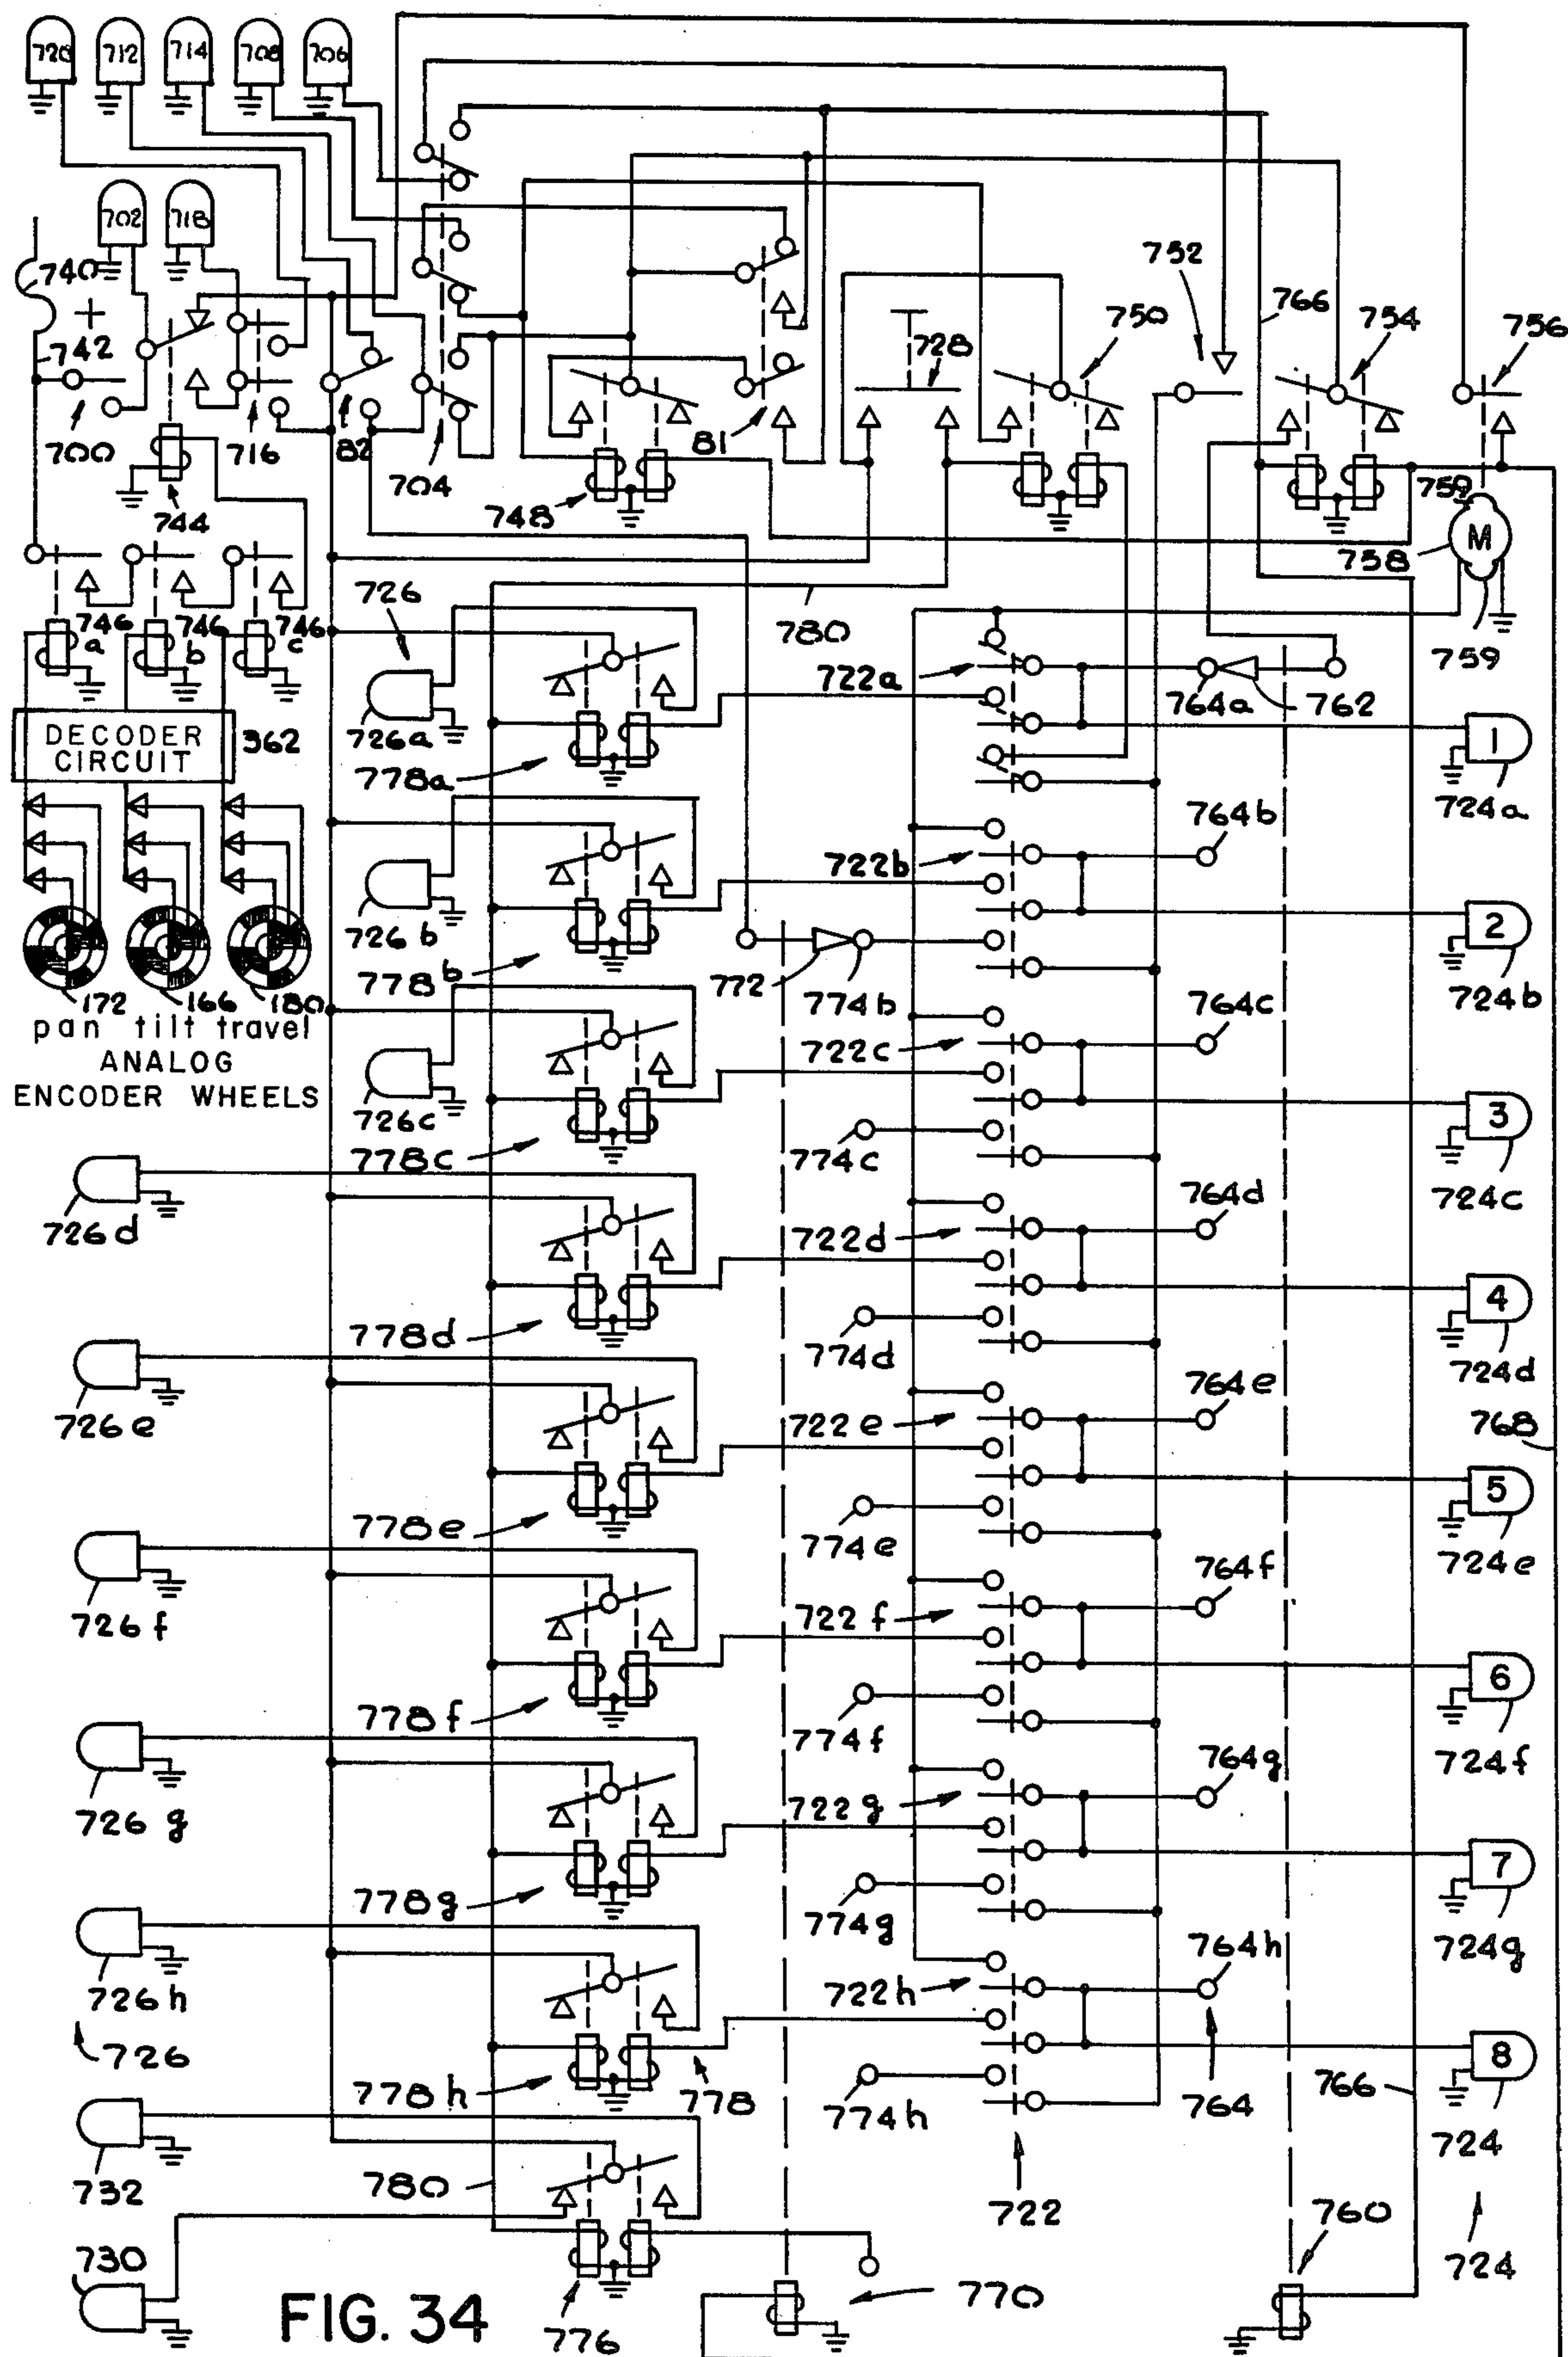 720 712 714 708 706
702 718
740
+
742
752
766
750
754
756
728
700
716
82
704
81
748
744
759
M
758
746 a
746 b
746 c
726
780
759
722a
764a
762
726a
1
DECODER
CIRCUIT
362
778a
724a
764b
722b
726b
2
778b
772
774b
724b
172
166
180
pan tilt travel
ANALOG
ENCODER WHEELS
764c
722c
726c
3
778c
774c
724c
764d
726d
722d
4
778d
774d
724d
764e
726e
722e
768
5
778e
774e
724e
764f
726f
722f
6
778f
774f
724f
764g
726g
722g
7
778g
774g
724g
764h
726h
722h
726
8
778h
778
774h
764
766
724
732
780
722
760
724
730
FIG. 34
776
770